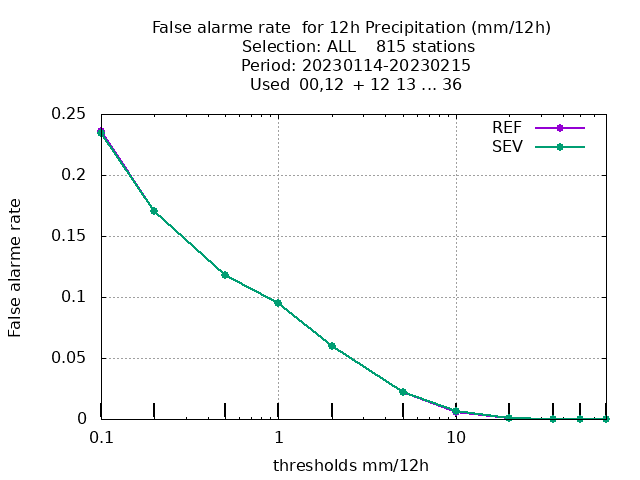 False alarme rate  for 12h Precipitation (mm/12h)
Selection: ALL    815 stations
Period: 20230114-20230215
Used  00,12  + 12 13 ... 36
REF
SEV
0.25
0.2
0.15
0.1
0.05
0
False alarme rate
0.1
1
10
thresholds mm/12h